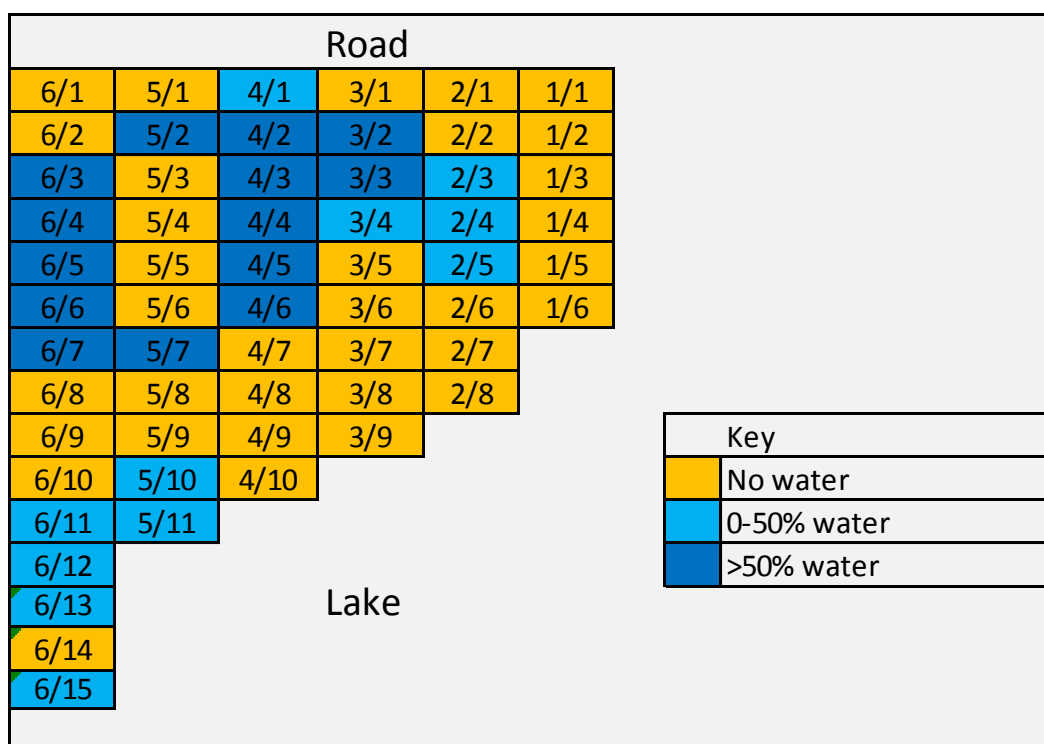 Road
6/1 5/1 4/1 3/1 2/1 1/1
6/2 5/2 4/2 3/2 2/2 1/2
6/3 5/3 4/3 3/3 2/3 1/3
6/4 5/4 4/4 3/4 2/4 1/4
6/5 5/5 4/5 3/5 2/5 1/5
6/6 5/6 4/6 3/6 2/6 1/6
6/7 5/7 4/7 3/7 2/7
6/8 5/8 4/8 3/8 2/8
6/9 5/9 4/9 3/9
6/10 5/10 4/10
6/11 5/11
6/12
6/13
6/14
6/15
Lake
Key
No water
0-50% water
>50% water